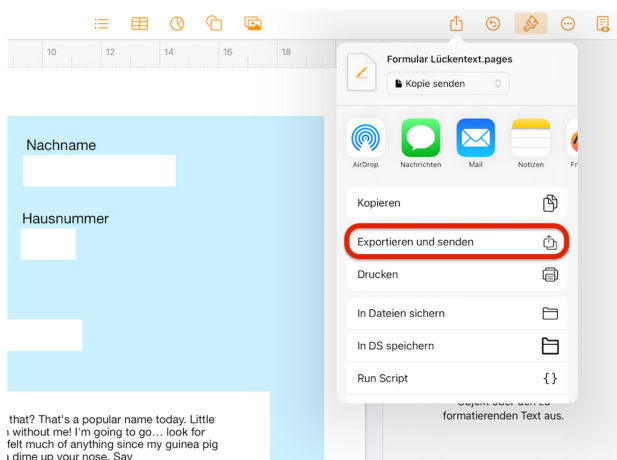 10 12 14 16 18
Nachname
Hausnummer
that? That's a popular name today. Little
without me! I'm going to go… look for
felt much of anything since my guinea pig
dime up your nose. Say
Formular Lückentext.pages
Kopie senden
AirDrop Nachrichten Mail Notizen Fr
Kopieren
Exportieren und senden
Drucken
In Dateien sichern
In DS speichern
Run Script {}
Objekt oder den zu
formatierenden Text aus.